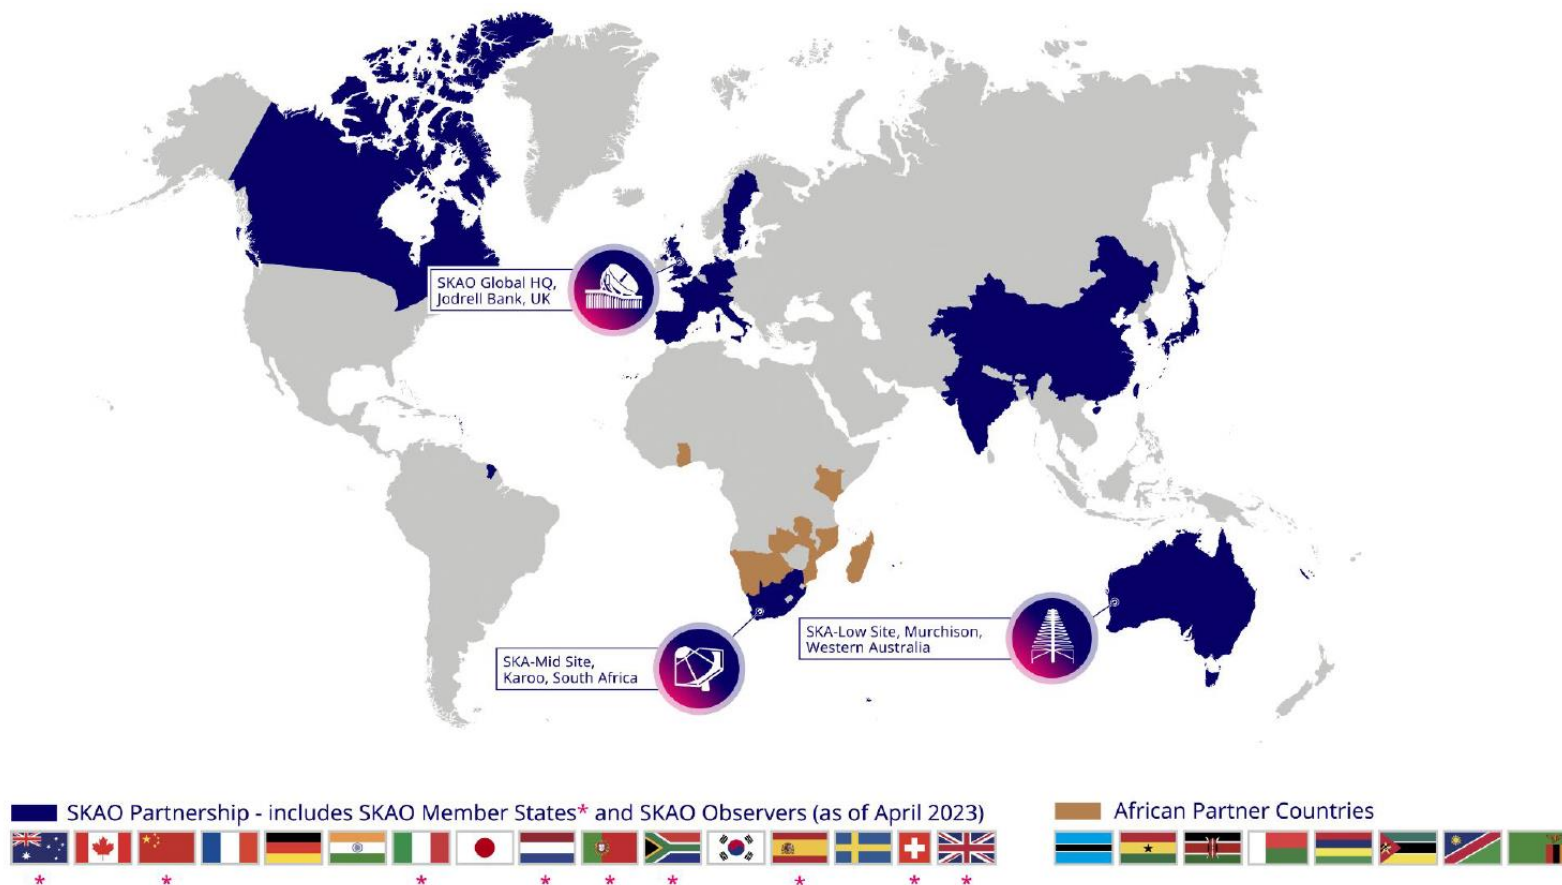 SKAO Global HQ,
Jodrell Bank, UK
SKA-Mid Site,
Karoo, South Africa
SKA-Low Site, Murchison,
Western Australia
SKAO Partnership - includes SKAO Member States* and SKAO Observers (as of April 2023)
African Partner Countries
* * * * * * * * *